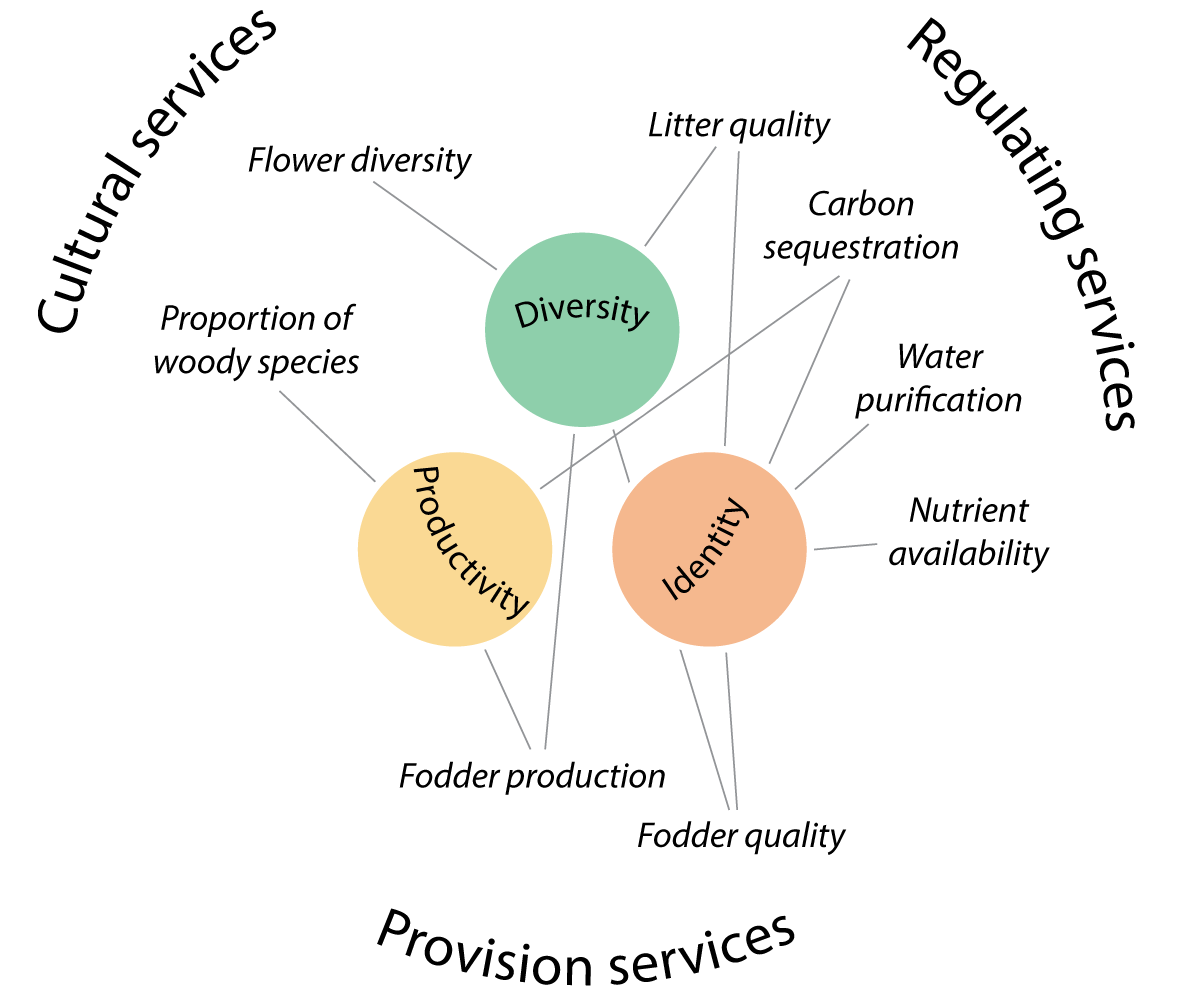 Cultural services
Regulating services
Litter quality
Flower diversity
Carbon
sequestration
Diversity
Proportion of
woody species
Water
purification
Productivity
Identity
Nutrient
availability
Fodder production
Fodder quality
Provision services